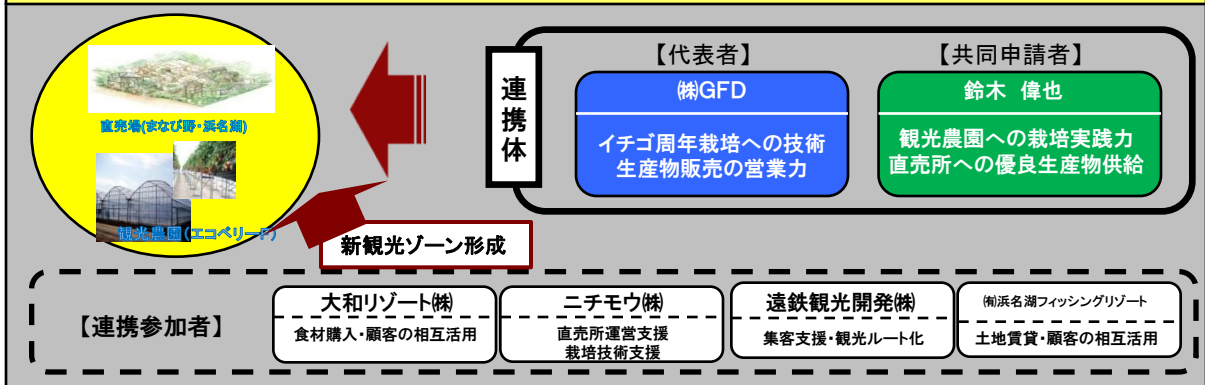 【代表者】
【共同申請者】
連携体
㈱GFD
イチゴ周年栽培への技術
生産物販売の営業力
鈴木 偉也
観光農園への栽培実践力
直売所への優良生産物供給
直売場(まなび野・浜名湖)
観光農園(エコベリーF)
新観光ゾーン形成
【連携参加者】
大和リゾート㈱
食材購入・顧客の相互活用
ニチモウ㈱
直売所運営支援
栽培技術支援
遠鉄観光開発㈱
集客支援・観光ルート化
㈲浜名湖フィッシングリゾート
土地賃貸・顧客の相互活用